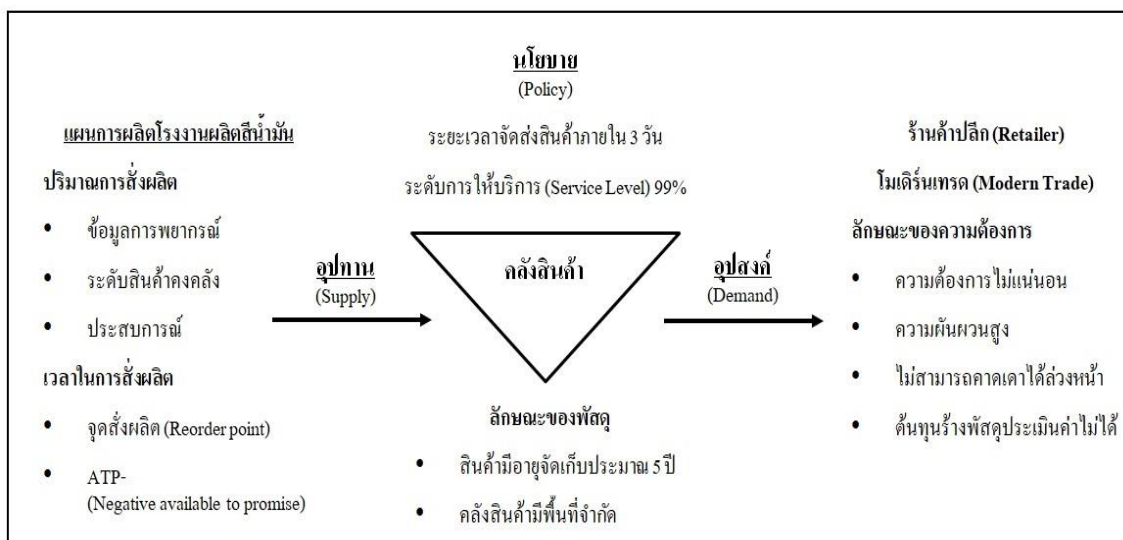 นโยบาย
(Policy)
ระยะเวลาจัดส่งสินค้าภายใน 3 วัน
ระดับการให้บริการ (Service Level) 99%
แผนการผลิตโรงงานผลิตสีน้ำมัน
ปริมาณการสั่งผลิต
• ข้อมูลการพยากรณ์
• ระดับสินค้าคงคลัง
• ประสบการณ์
เวลาในการสั่งผลิต
• จุดสั่งผลิต (Reorder point)
• ATP-
(Negative available to promise)
อุปทาน
(Supply)
คลังสินค้า
ลักษณะของพัสดุ
• สินค้ามีอายุจัดเก็บประมาณ 5 ปี
• คลังสินค้ามีพื้นที่จำกัด
อุปสงค์
(Demand)
ร้านค้าปลีก (Retailer)
โมเดิร์นเทรด (Modern Trade)
ลักษณะของความต้องการ
• ความต้องการไม่แน่นอน
• ความผันผวนสูง
• ไม่สามารถคาดเดาได้ล่วงหน้า
• ต้นทุนร้างพัสดุประเมินค่าไม่ได้